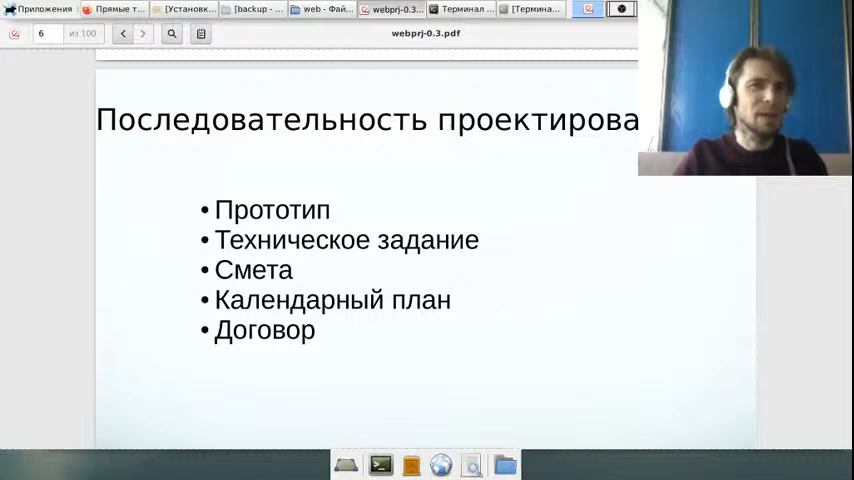 Приложения
Прямые т...
[Установк...
[backup - ...
web - Фай...
webprj-0.3...
Терминал ...
[Термина...
6
из 100
webprj-0.3.pdf
Последовательность проектирова
• Прототип
• Техническое задание
• Смета
• Календарный план
• Договор